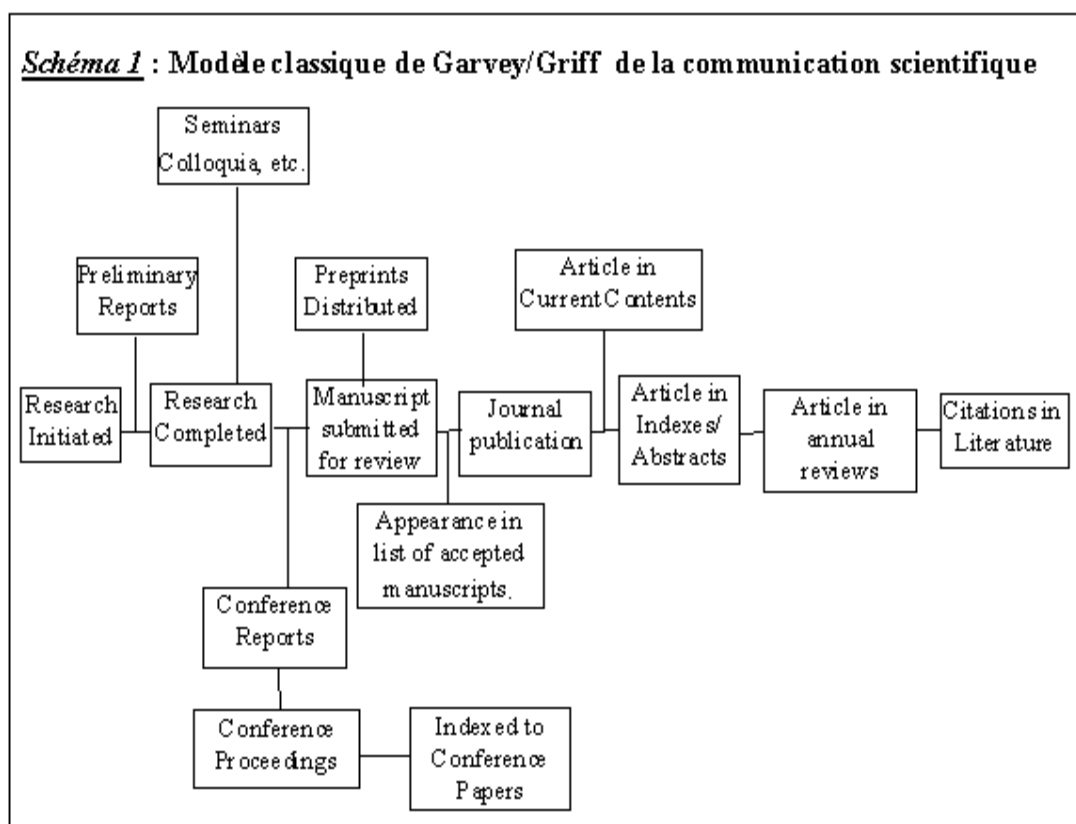 Schéma 1 : Modèle classique de Garvey/Griff de la communication scientifique
Seminars
Colloquia, etc.
Preliminary
Reports
Preprints
Distributed
Article in
Current Contents
Research
Initiated
Research
Completed
Manuscript
submitted
for review
Journal
publication
Article in
Indexes/
Abstracts
Article in
annual
reviews
Citations in
Literature
Appearance in
list of accepted
manuscripts.
Conference
Reports
Conference
Proceedings
Indexed to
Conference
Papers